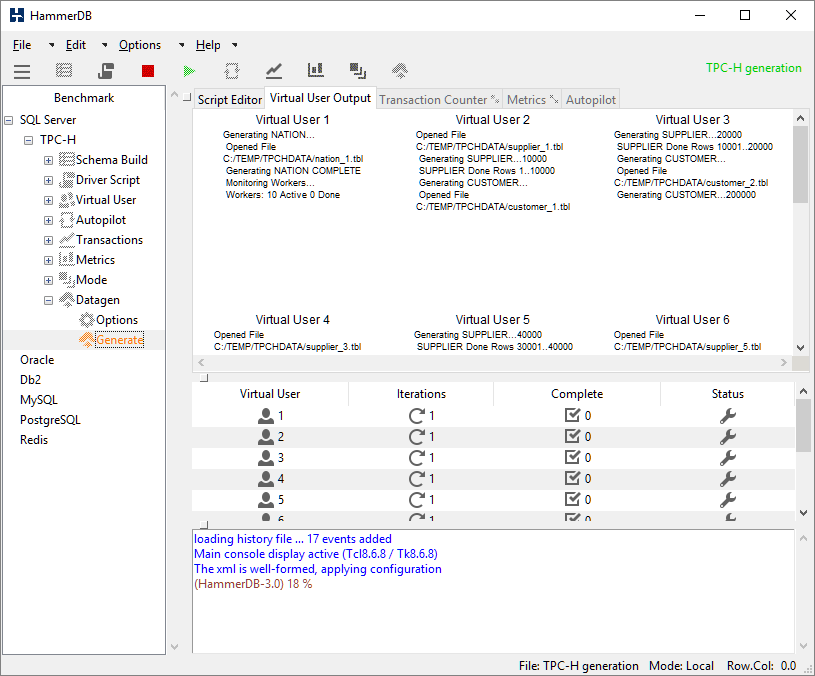 HammerDB
File Edit Options Help
TPC-H generation
Benchmark
SQL Server
TPC-H
Schema Build
Driver Script
Virtual User
Autopilot
Transactions
Metrics
Mode
Datagen
Options
Generate
Oracle
Db2
MySQL
PostgreSQL
Redis
Script Editor Virtual User Output Transaction Counter Metrics Autopilot
Virtual User 1
Generating NATION...
Opened File
C:/TEMP/TPCHDATA/nation_1.tbl
Generating NATION COMPLETE
Monitoring Workers...
Workers: 10 Active 0 Done
Virtual User 2
Opened File
C:/TEMP/TPCHDATA/supplier_1.tbl
Generating SUPPLIER...10000
SUPPLIER Done Rows 1..10000
Generating CUSTOMER...
Opened File
C:/TEMP/TPCHDATA/customer_1.tbl
Virtual User 3
Generating SUPPLIER...20000
SUPPLIER Done Rows 10001..20000
Generating CUSTOMER...
Opened File
C:/TEMP/TPCHDATA/customer_2.tbl
Generating CUSTOMER...200000
Virtual User 4
Opened File
C:/TEMP/TPCHDATA/supplier_3.tbl
Virtual User 5
Generating SUPPLIER...40000
SUPPLIER Done Rows 30001..40000
Virtual User 6
Opened File
C:/TEMP/TPCHDATA/supplier_5.tbl
Virtual User Iterations Complete Status
1 1 0
2 1 0
3 1 0
4 1 0
5 1 0
6 1 0
loading history file ... 17 events added
Main console display active (Tcl8.6.8 / Tk8.6.8)
The xml is well-formed, applying configuration
(HammerDB-3.0) 18 %
File: TPC-H generation Mode: Local Row.Col: 0.0